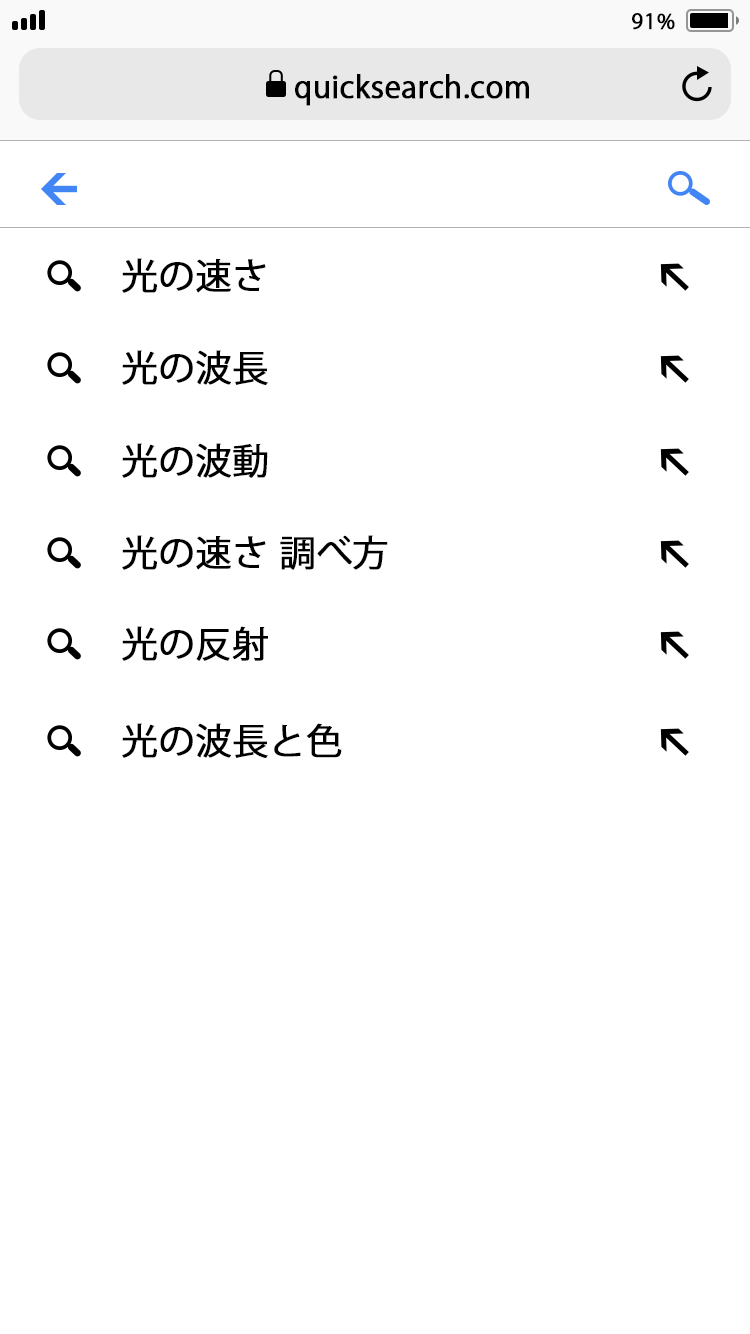 91%
quicksearch.com
光の速さ
光の波長
光の波動
光の速さ 調べ方
光の反射
光の波長と色